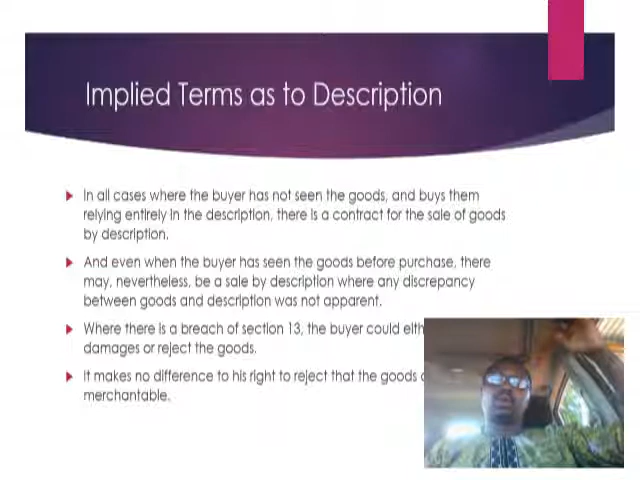 Implied Terms as to Description
In all cases where the buyer has not seen the goods, and buys them
relying entirely in the description, there is a contract for the sale of goods
by description.
And even when the buyer has seen the goods before purchase, there
may, nevertheless, be a sale by description where any discrepancy
between goods and description was not apparent.
Where there is a breach of section 13, the buyer could
damages or reject the goods.
It makes no difference to his right to reject that the goods
merchantable.